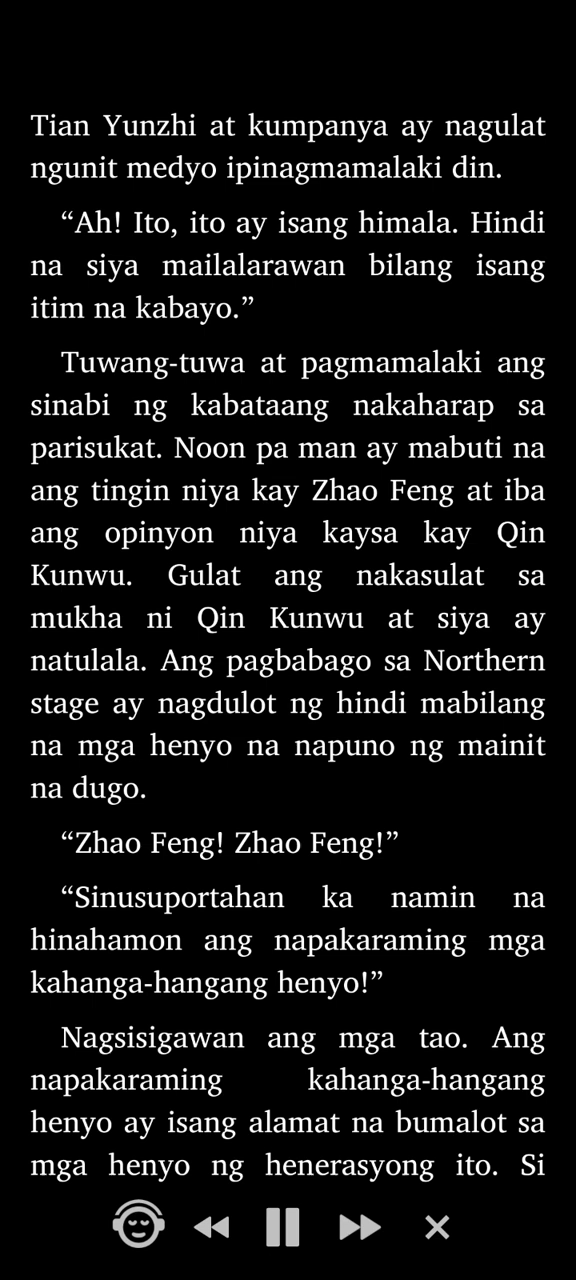 Tian Yunzhi at kumpanya ay nagulat
ngunit medyo ipinagmamalaki din.
“Ah! Ito, ito ay isang himala. Hindi
na siya mailalarawan bilang isang
itim na kabayo.”
Tuwang-tuwa at pagmamalaki ang
sinabi ng kabataang nakaharap sa
parisukat. Noon pa man ay mabuti na
ang tingin niya kay Zhao Feng at iba
ang opinyon niya kaysa kay Qin
Kunwu. Gulat ang nakasulat sa
mukha ni Qin Kunwu at siya ay
natulala. Ang pagbabago sa Northern
stage ay nagdulot ng hindi mabilang
na mga henyo na napuno ng mainit
na dugo.
“Zhao Feng! Zhao Feng!”
“Sinusuportahan ka namin na
hinahamon ang napakaraming mga
kahanga-hangang henyo!”
Nagsisigawan ang mga tao. Ang
napakaraming kahanga-hangang
henyo ay isang alamat na bumalot sa
mga henyo ng henerasyong ito. Si